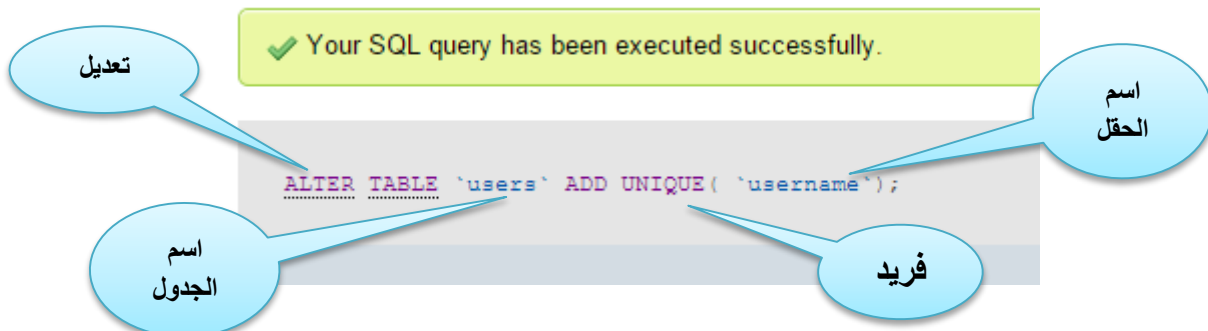 Your SQL query has been executed successfully.
تعديل
اسم
الحقل
ALTER TABLE `users` ADD UNIQUE( `username`);
اسم
الجدول
فريد